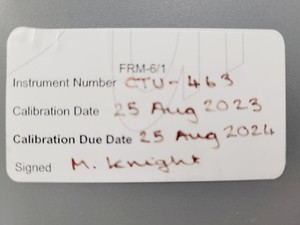 FRM-6/1
Instrument Number CTU-463
Calibration Date 25 Aug 2023
Calibration Due Date 25 Aug 2024
Signed M. Knight